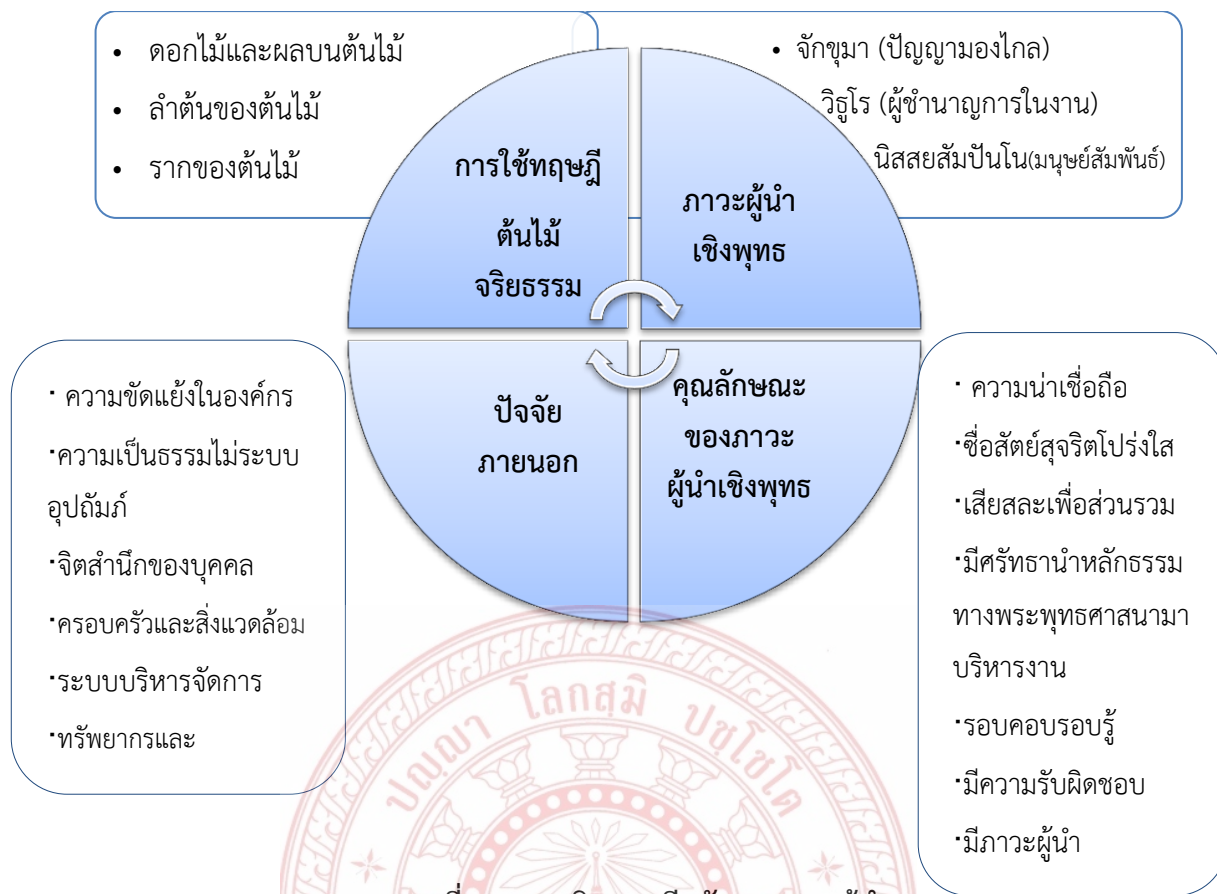 • ดอกไม้และผลบนต้นไม้
• ลำต้นของต้นไม้
• รากของต้นไม้
• จักขุมา (ปัญญามองไกล)
วิธูโร (ผู้ชำนาญการในงาน)
นิสสยสัมปันโน(มนุษย์สัมพันธ์)
การใช้ทฤษฎี
ต้นไม้
จริยธรรม
ภาวะผู้นำ
เชิงพุทธ
ปัจจัย
ภายนอก
คุณลักษณะ
ของภาวะ
ผู้นำเชิงพุทธ
· ความขัดแย้งในองค์กร
·ความเป็นธรรมไม่ระบบ
อุปถัมภ์
·จิตสำนึกของบุคคล
·ครอบครัวและสิ่งแวดล้อม
·ระบบบริหารจัดการ
·ทรัพยากรและ
· ความน่าเชื่อถือ
·ซื่อสัตย์สุจริตโปร่งใส
·เสียสละเพื่อส่วนรวม
·มีศรัทธานำหลักธรรม
ทางพระพุทธศาสนามา
บริหารงาน
·รอบคอบรอบรู้
·มีความรับผิดชอบ
·มีภาวะผู้นำ
ปญฺญา โลกสฺมิ ปชฺโชโต